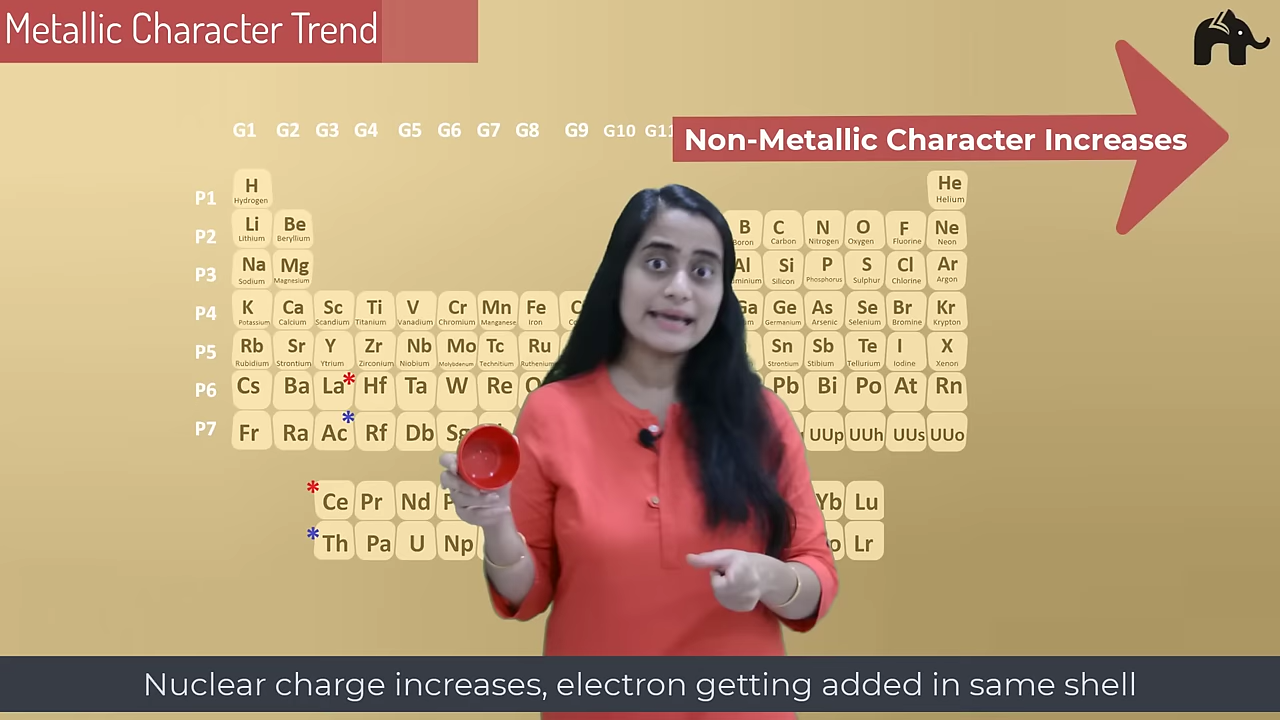 Metallic Character Trend
G1 G2 G3 G4 G5 G6 G7 G8 G9 G10
Non-Metallic Character Increases
P1 H He
Hydrogen Helium
P2 Li Be B C N O F Ne
Lithium Beryllium Carbon Nitrogen Oxygen Fluorine Neon
P3 Na Mg Al Si P S Cl Ar
Sodium Magnesium Silicon Phosphorus Sulphur Chlorine Argon
P4 K Ca Sc Ti V Cr Mn Fe Ge As Se Br Kr
Potassium Calcium Scandium Titanium Vanadium Chromium Manganese Iron Germanium Arsenic Selenium Bromine Krypton
P5 Rb Sr Y Zr Nb Mo Tc Ru Sn Sb Te I X
Rubidium Strontium Yttrium Zirconium Niobium Molybdenum Technitium Strontium Stibium Tellurium Iodine Xenon
P6 Cs Ba La* Hf Ta W Re Pb Bi Po At Rn
P7 Fr Ra Ac* Rf Db UUp UUh UUs UUo
* Ce Pr Nd Yb Lu
* Th Pa U Np Lr
Nuclear charge increases, electron getting added in same shell